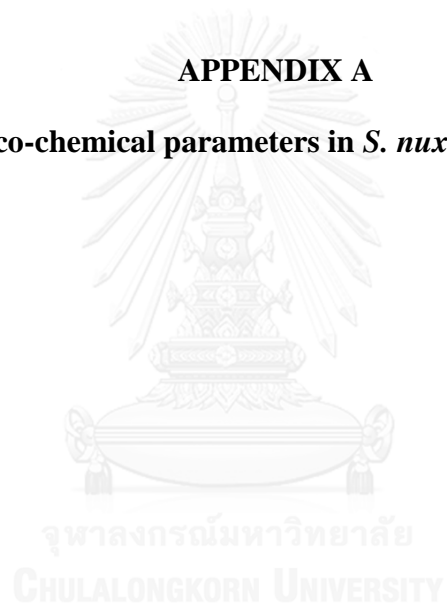 APPENDIX A
co-chemical parameters in S. nux
จุฬาลงกรณ์มหาวิทยาลัย
CHULALONGKORN UNIVERSITY